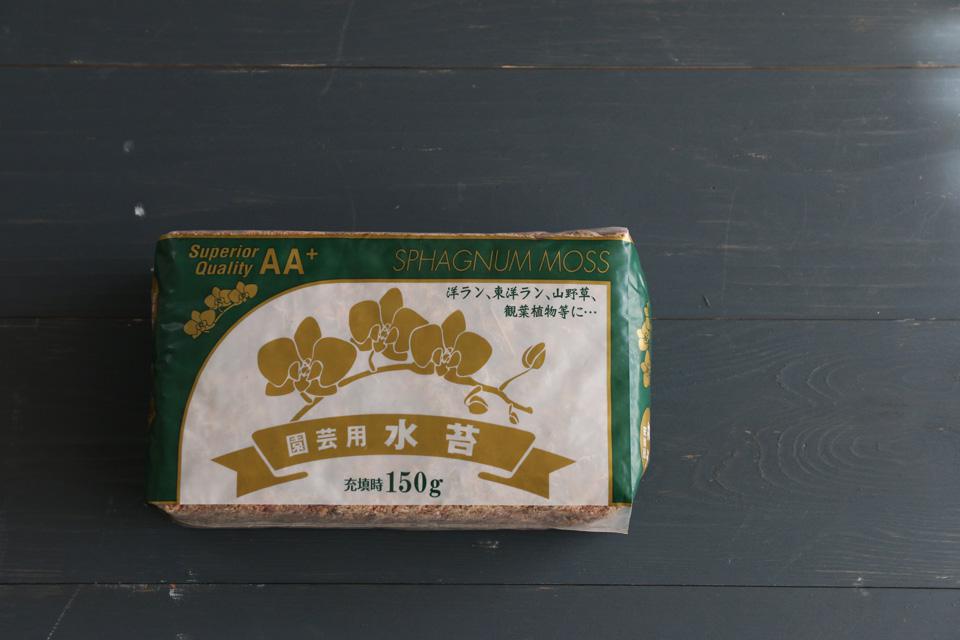 Superior
Quality AA+
SPHAGNUM MOSS
洋ラン、東洋ラン、山野草、
観葉植物等に…
園芸用 水苔
充填時150g